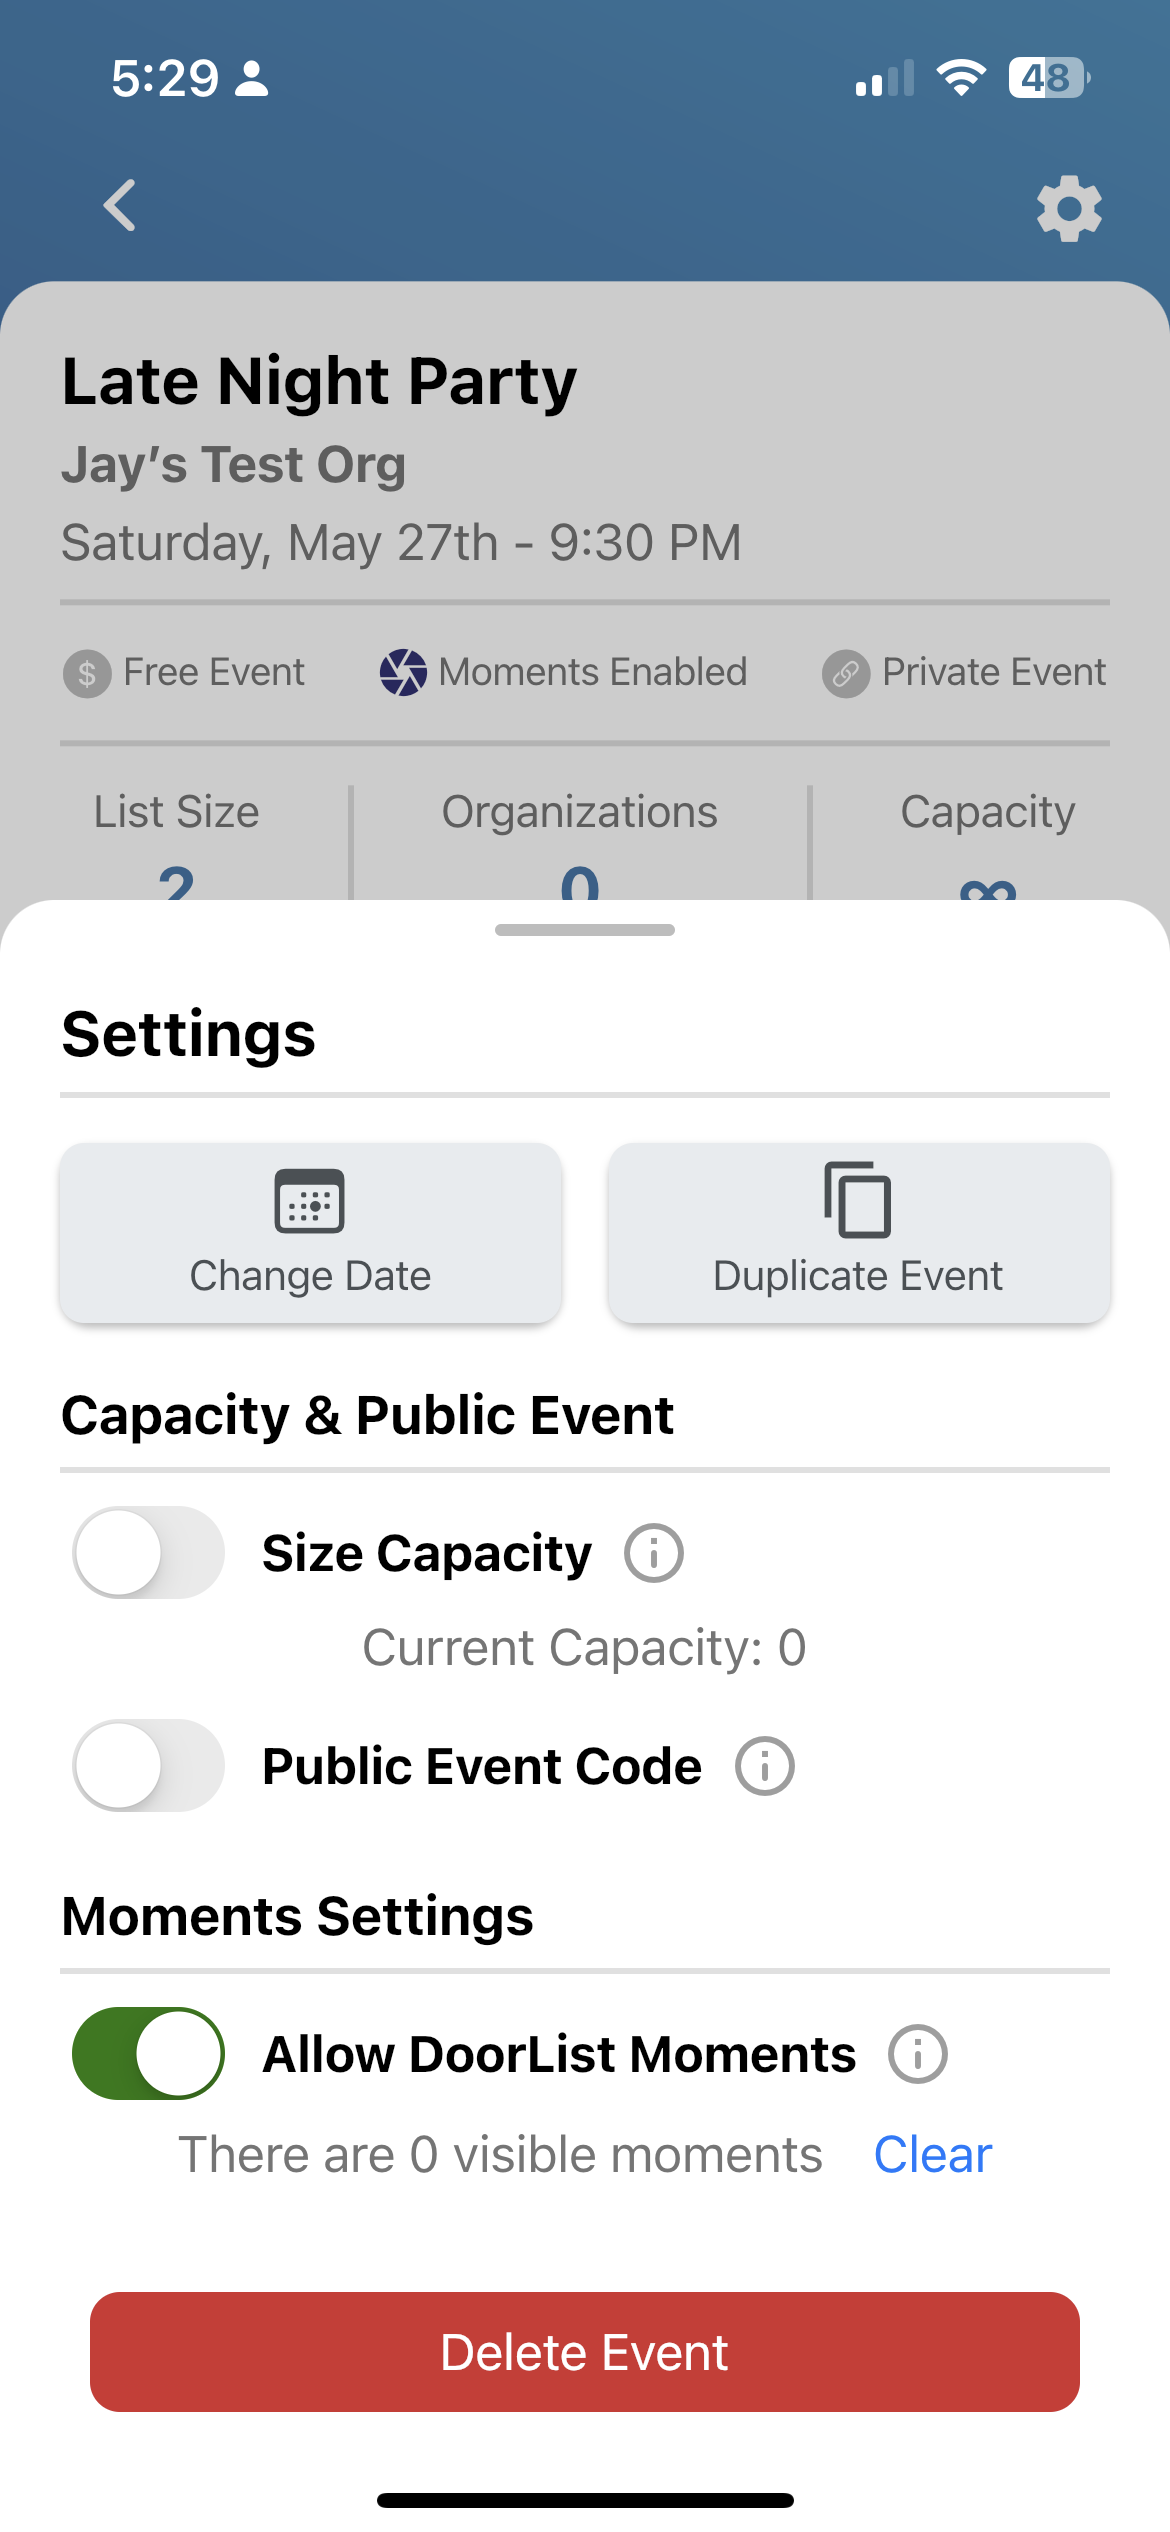 5:29
48
Late Night Party
Jay's Test Org
Saturday, May 27th - 9:30 PM
$ Free Event Moments Enabled Private Event
List Size Organizations Capacity
2 0 ∞
Settings
Change Date Duplicate Event
Capacity & Public Event
Size Capacity i
Current Capacity: 0
Public Event Code i
Moments Settings
Allow DoorList Moments i
There are 0 visible moments Clear
Delete Event